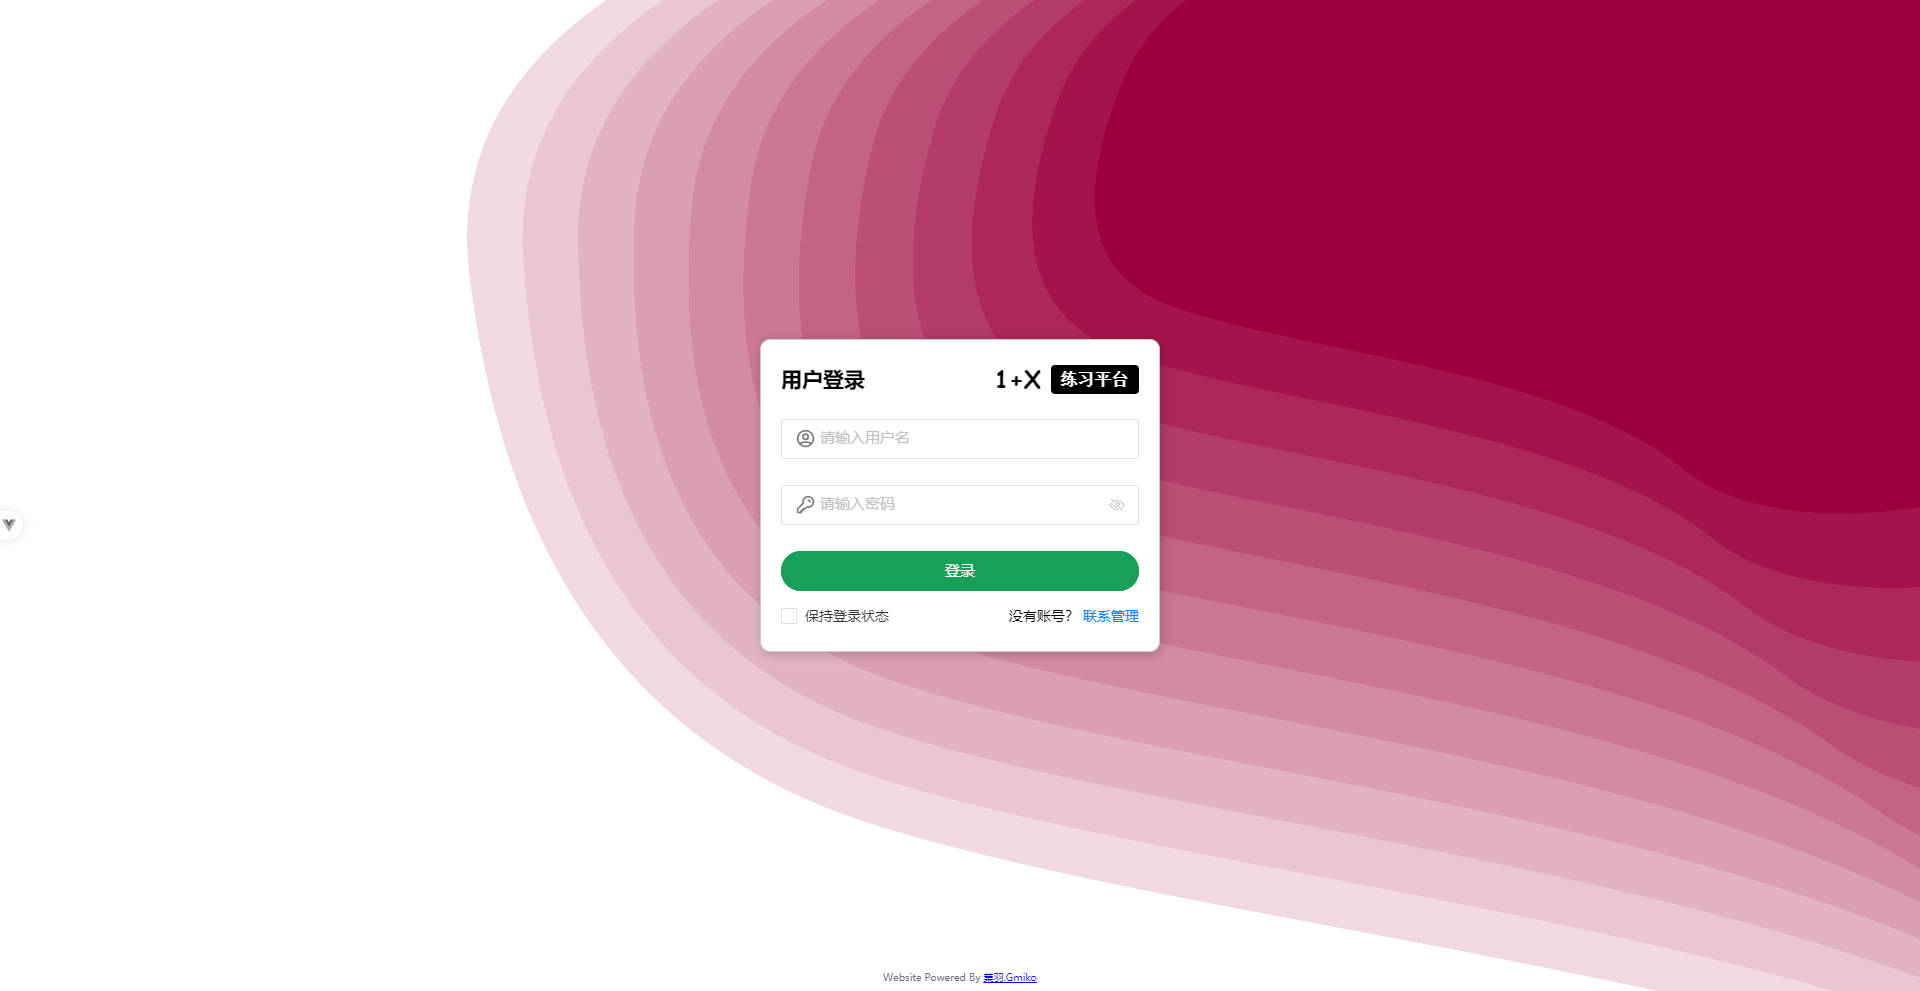 用户登录 1+X 练习平台
请输入用户名
请输入密码
登录
保持登录状态 没有账号? 联系管理
Website Powered By 葉羽.Gmiko